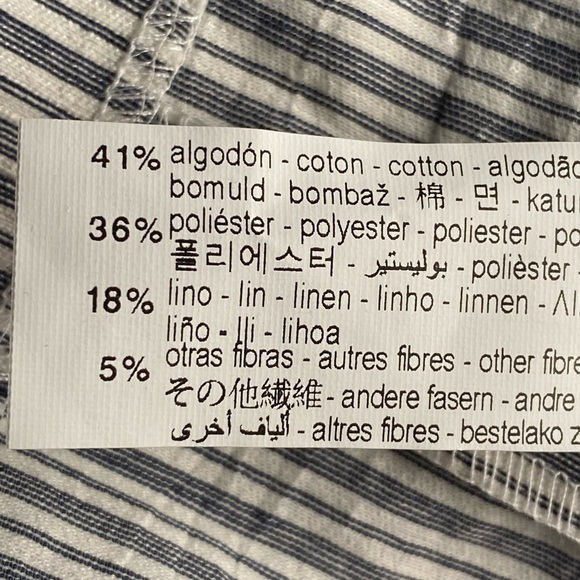 41% algodón - coton - cotton - algodão
bomuld - bombaž - 棉 - 면 - katu
36% poliéster - polyester - poliester - po
폴리에스터 - بوليستير - polièster -
18% lino - lin - linen - linho - linnen - Λι
liño - lli - lihoa
5% otras fibras - autres fibres - other fibre
その他繊維 - andere fasern - andre
ألياف أخرى - altres fibres - bestelako z